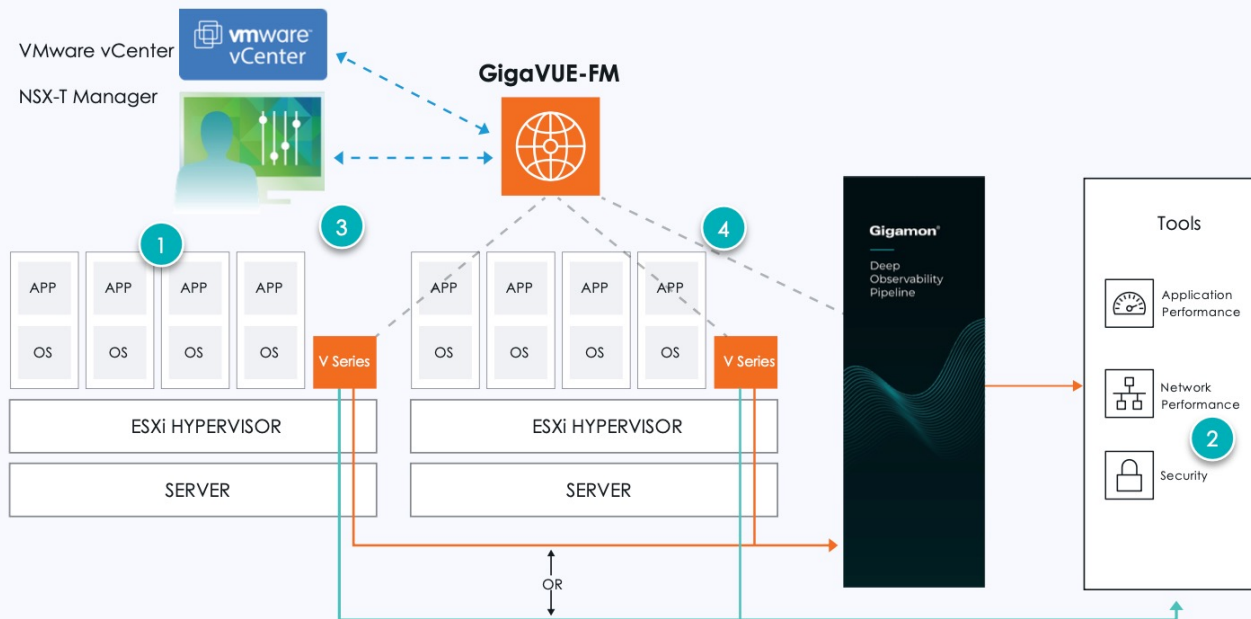 VMware vCenter
vmware™
vCenter
NSX-T Manager
GigaVUE-FM
1
3
4
APP
APP
APP
APP
OS
OS
OS
OS
V Series
ESXi HYPERVISOR
SERVER
APP
APP
APP
APP
OS
OS
OS
OS
V Series
ESXi HYPERVISOR
SERVER
OR
Gigamon®
Deep
Observability
Pipeline
Tools
Application
Performance
Network
Performance
2
Security